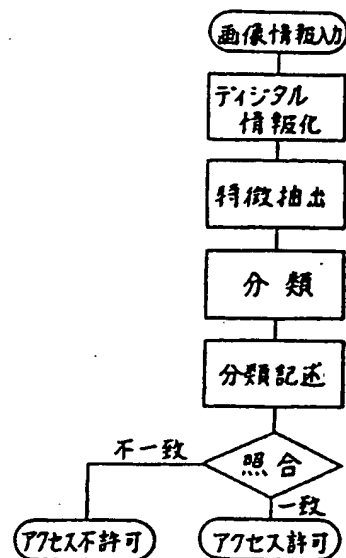 画像情報入力
ディジタル
情報化
特徴抽出
分類
分類記述
照合
不一致
一致
アクセス不許可
アクセス許可